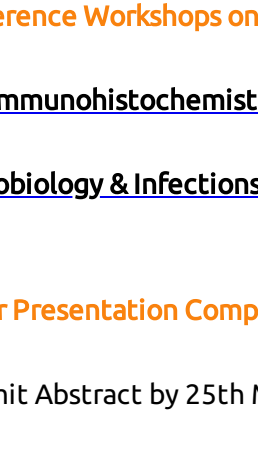 erence Workshops on
mmunohistochemist
obiology & Infections
r Presentation Comp
nit Abstract by 25th M